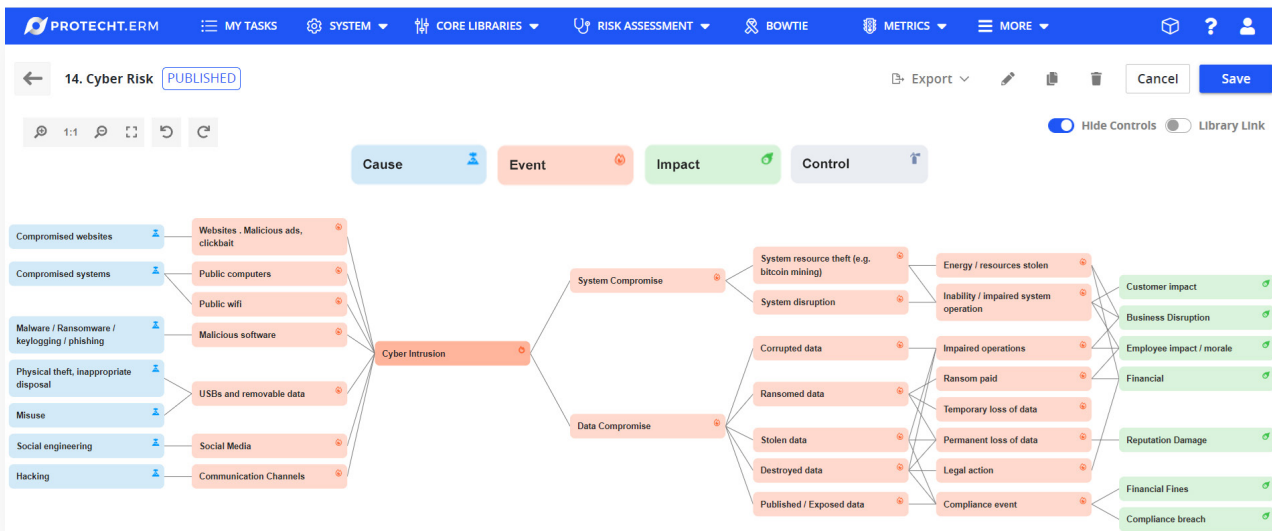 PROTECHT.ERM
MY TASKS
SYSTEM
CORE LIBRARIES
RISK ASSESSMENT
BOWTIE
METRICS
MORE
?
14. Cyber Risk
PUBLISHED
Export
Cancel
Save
1:1
Hide Controls
Library Link
Cause
Event
Impact
Control
Compromised websites
Compromised systems
Malware / Ransomware /
keylogging / phishing
Physical theft, inappropriate
disposal
Misuse
Social engineering
Hacking
Websites . Malicious ads,
clickbait
Public computers
Public wifi
Malicious software
USBs and removable data
Social Media
Communication Channels
Cyber Intrusion
System Compromise
Data Compromise
System resource theft (e.g.
bitcoin mining)
System disruption
Corrupted data
Ransomed data
Stolen data
Destroyed data
Published / Exposed data
Energy / resources stolen
Inability / impaired system
operation
Impaired operations
Ransom paid
Temporary loss of data
Permanent loss of data
Legal action
Compliance event
Customer impact
Business Disruption
Employee impact / morale
Financial
Reputation Damage
Financial Fines
Compliance breach